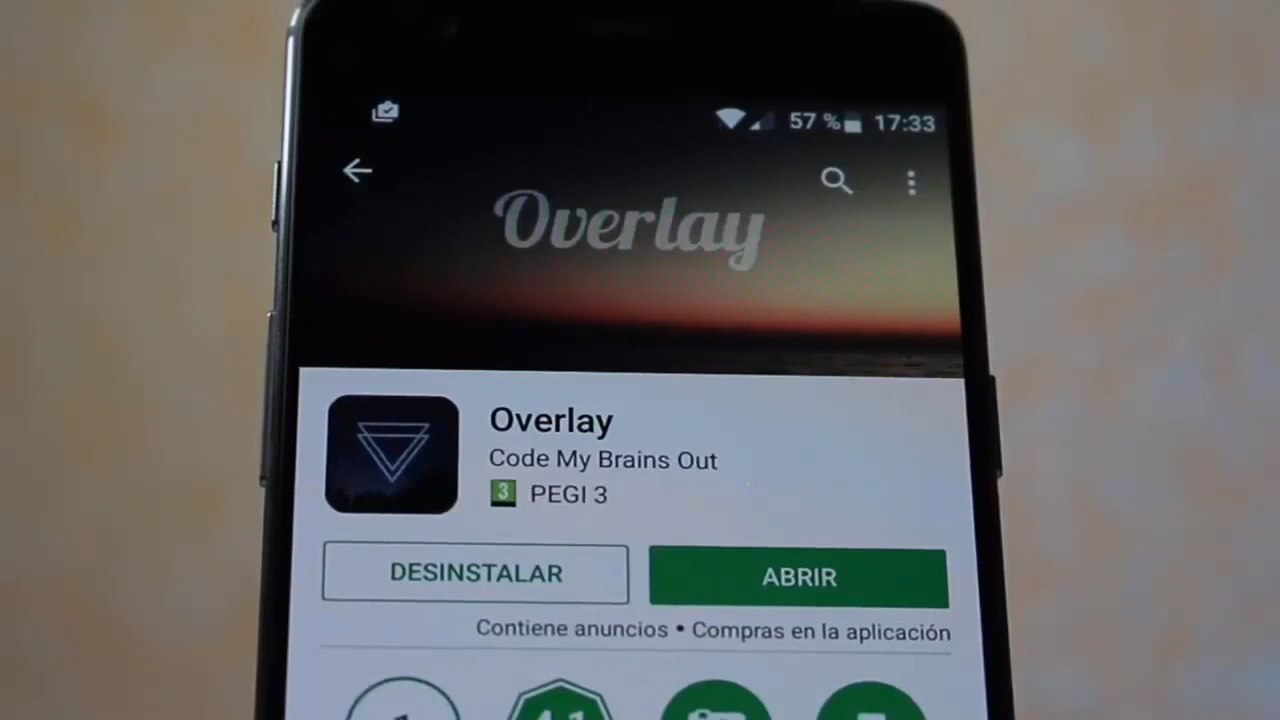 57 % 17:33
Overlay
Overlay
Code My Brains Out
3 PEGI 3
DESINSTALAR ABRIR
Contiene anuncios • Compras en la aplicación